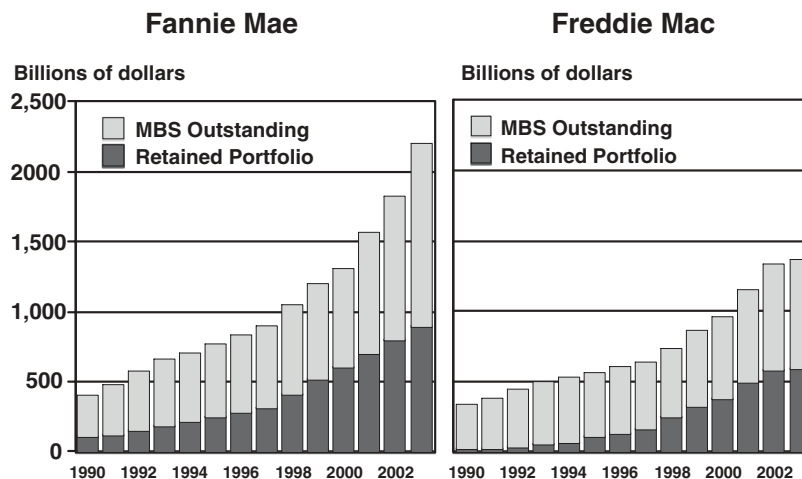 Fannie Mae
Billions of dollars
2,500
MBS Outstanding
Retained Portfolio
2000
1,500
1,000
500
0
1990 1992 1994 1996 1998 2000 2002
Freddie Mac
Billions of dollars
MBS Outstanding
Retained Portfolio
1990 1992 1994 1996 1998 2000 2002